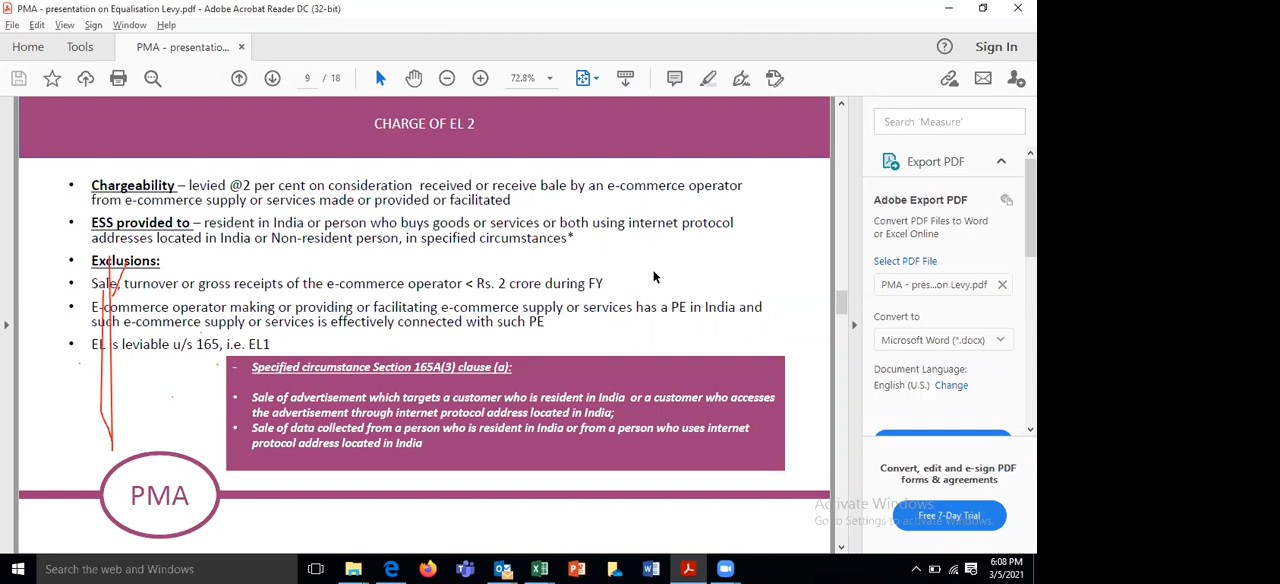 PMA - presentation on Equalisation Levy.pdf - Adobe Acrobat Reader DC (32-bit)
File Edit View Sign Window Help
Home Tools PMA - presentatio... × Sign In
9 / 18 72.8%
CHARGE OF EL 2
• Chargeability – levied @2 per cent on consideration received or receive bale by an e-commerce operator
from e-commerce supply or services made or provided or facilitated
• ESS provided to – resident in India or person who buys goods or services or both using internet protocol
addresses located in India or Non-resident person, in specified circumstances*
• Exclusions:
• Sale, turnover or gross receipts of the e-commerce operator < Rs. 2 crore during FY
• E-commerce operator making or providing or facilitating e-commerce supply or services has a PE in India and
such e-commerce supply or services is effectively connected with such PE
• EL is leviable u/s 165, i.e. EL1
- Specified circumstance Section 165A(3) clause (a):
• Sale of advertisement which targets a customer who is resident in India or a customer who accesses
the advertisement through internet protocol address located in India;
• Sale of data collected from a person who is resident in India or from a person who uses internet
protocol address located in India
PMA
Search 'Measure'
Export PDF
Adobe Export PDF
Convert PDF Files to Word
or Excel Online
Select PDF File
PMA - pres...on Levy.pdf ×
Convert to
Microsoft Word (*.docx)
Document Language:
English (U.S.) Change
Convert, edit and e-sign PDF
forms & agreements
Free 7-Day Trial
Activate Windows
Go to Settings to activate Windows.
Search the web and Windows
6:08 PM
3/5/2021